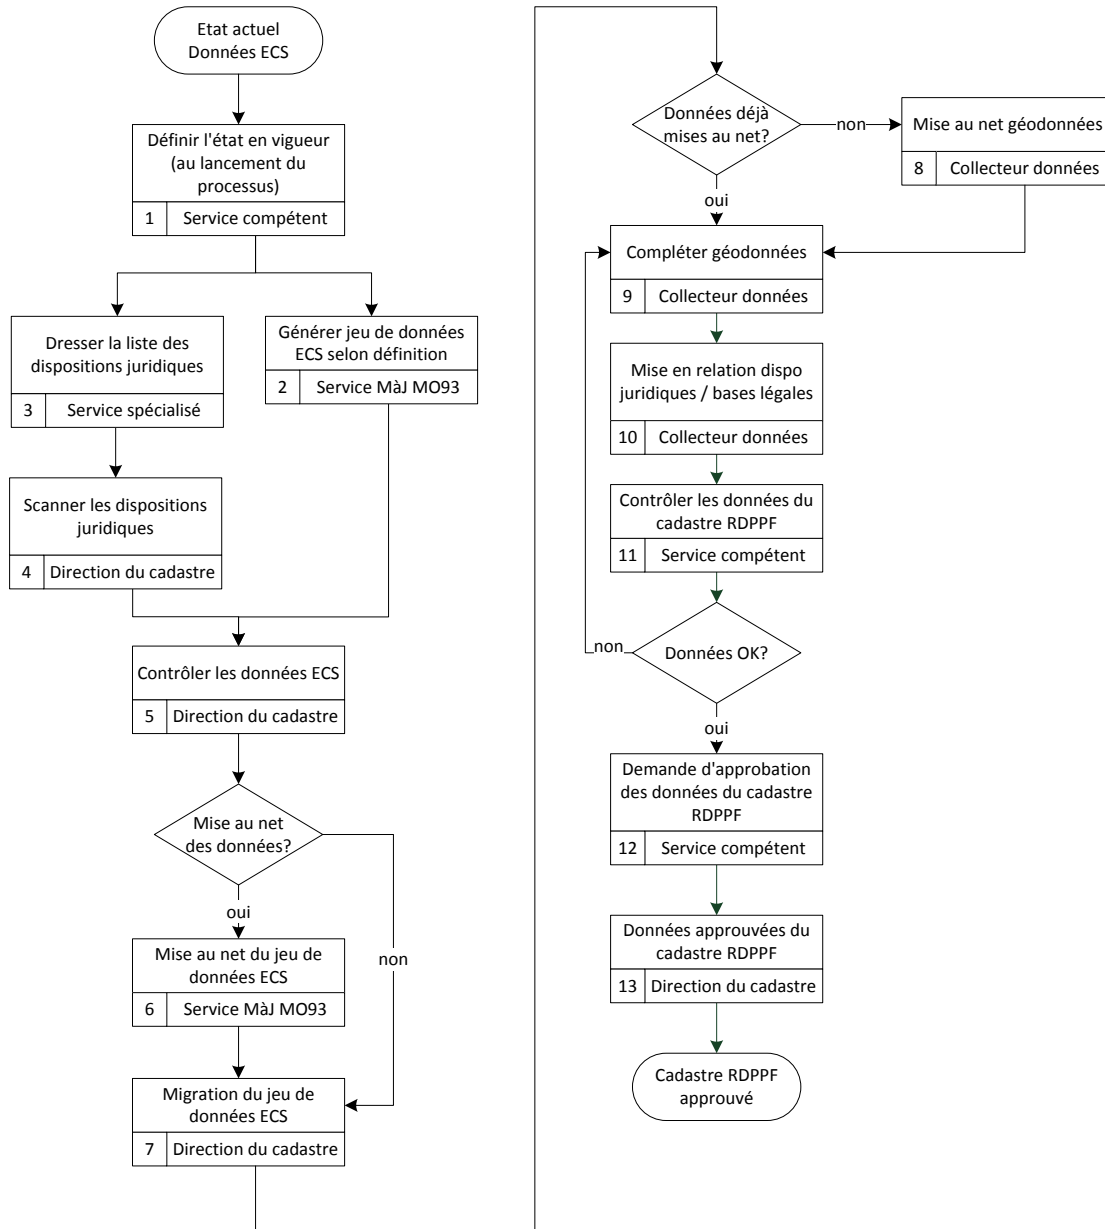 Etat actuel
Données ECS
Définir l'état en vigueur
(au lancement du
processus)
1 Service compétent
Dresser la liste des
dispositions juridiques
3 Service spécialisé
Générer jeu de données
ECS selon définition
2 Service MàJ MO93
Scanner les dispositions
juridiques
4 Direction du cadastre
Contrôler les données ECS
5 Direction du cadastre
Mise au net
des données?
oui
non
Mise au net du jeu de
données ECS
6 Service MàJ MO93
Migration du jeu de
données ECS
7 Direction du cadastre
Données déjà
mises au net?
non
oui
Mise au net géodonnées
8 Collecteur données
Compléter géodonnées
9 Collecteur données
Mise en relation dispo
juridiques / bases légales
10 Collecteur données
Contrôler les données du
cadastre RDPPF
11 Service compétent
Données OK?
non
oui
Demande d'approbation
des données du cadastre
RDPPF
12 Service compétent
Données approuvées du
cadastre RDPPF
13 Direction du cadastre
Cadastre RDPPF
approuvé